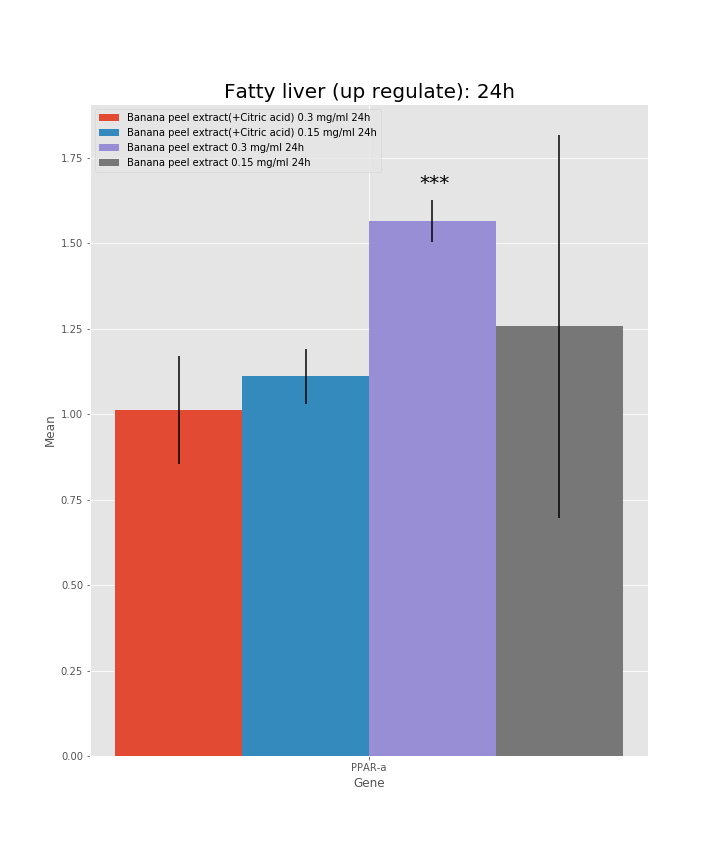 Fatty liver (up regulate): 24h
Banana peel extract(+Citric acid) 0.3 mg/ml 24h
Banana peel extract(+Citric acid) 0.15 mg/ml 24h
Banana peel extract 0.3 mg/ml 24h
Banana peel extract 0.15 mg/ml 24h
***
1.75
1.50
1.25
1.00
0.75
0.50
0.25
0.00
Mean
PPAR-a
Gene